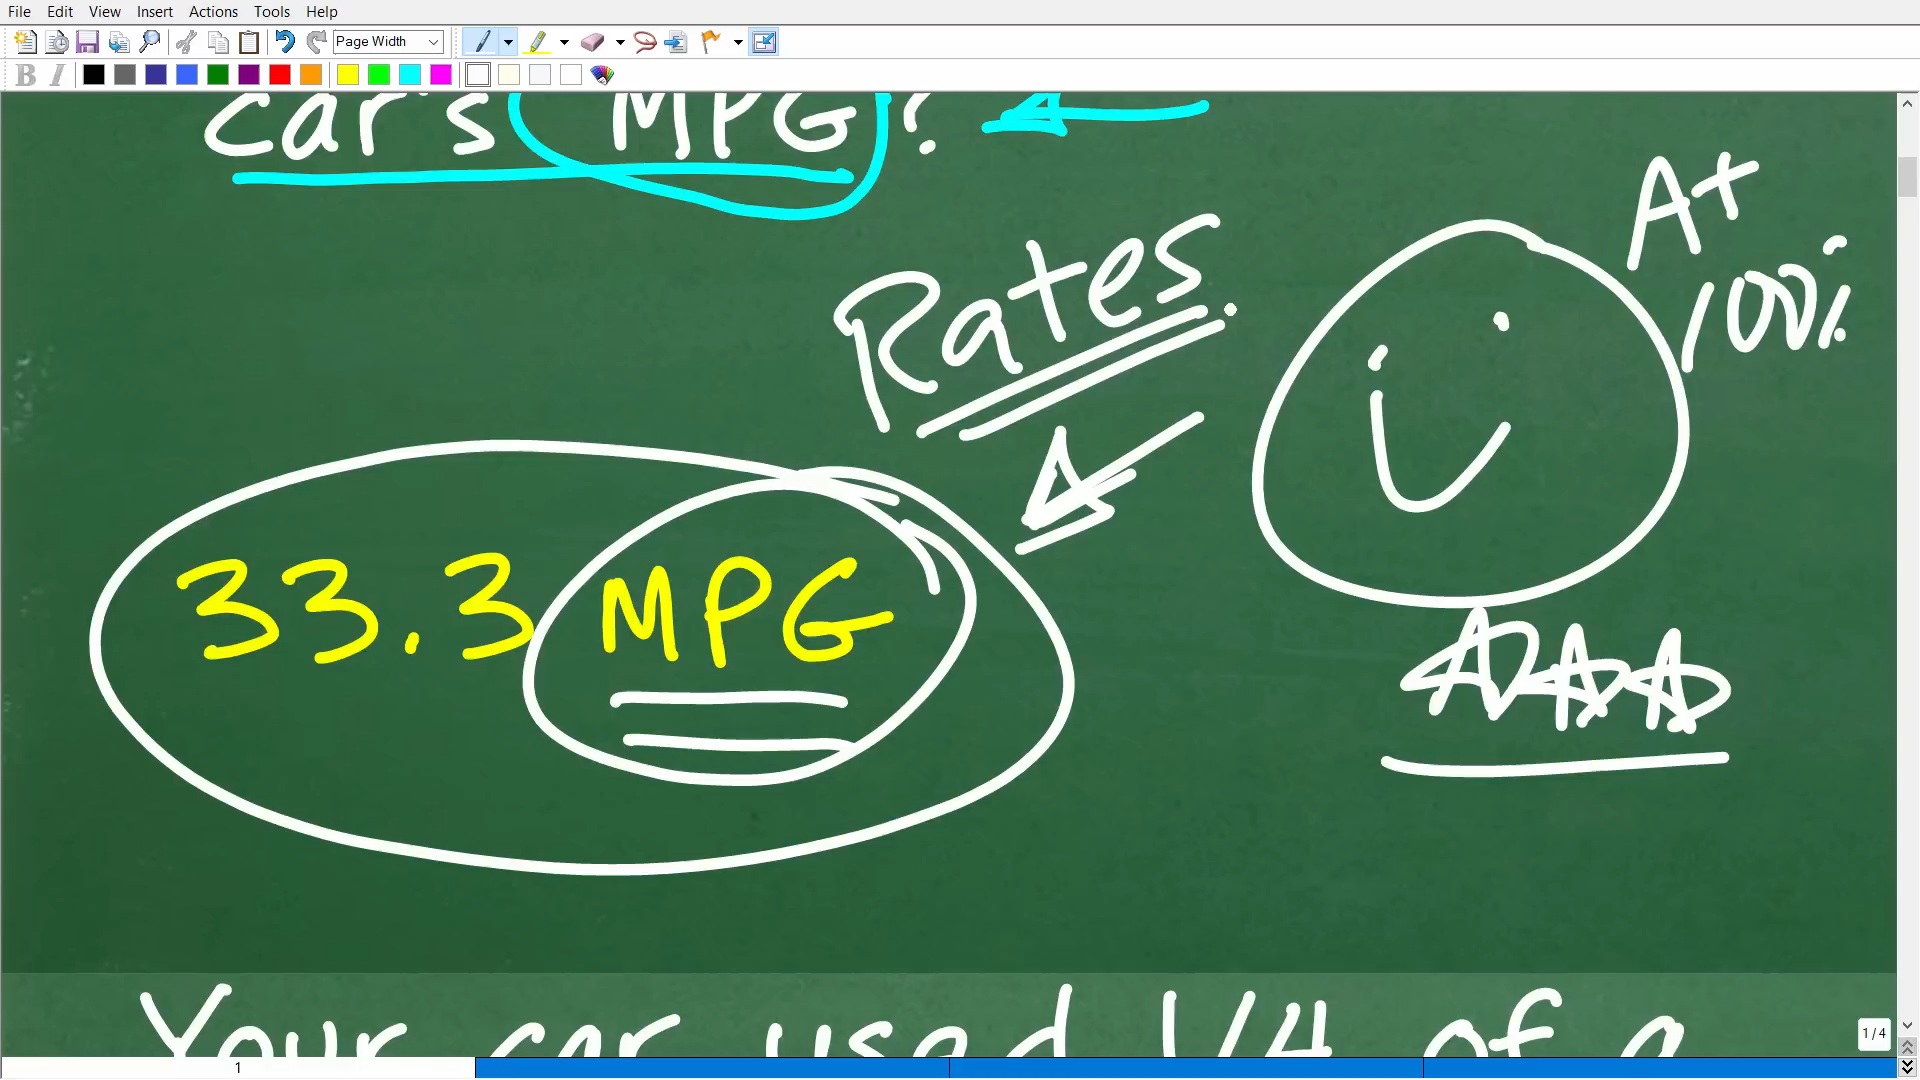 File Edit View Insert Actions Tools Help
Page Width
B I
car's MPG?
A+
100%
Rates.
33.3 MPG
Your car used 1/4 of a
1/4
1